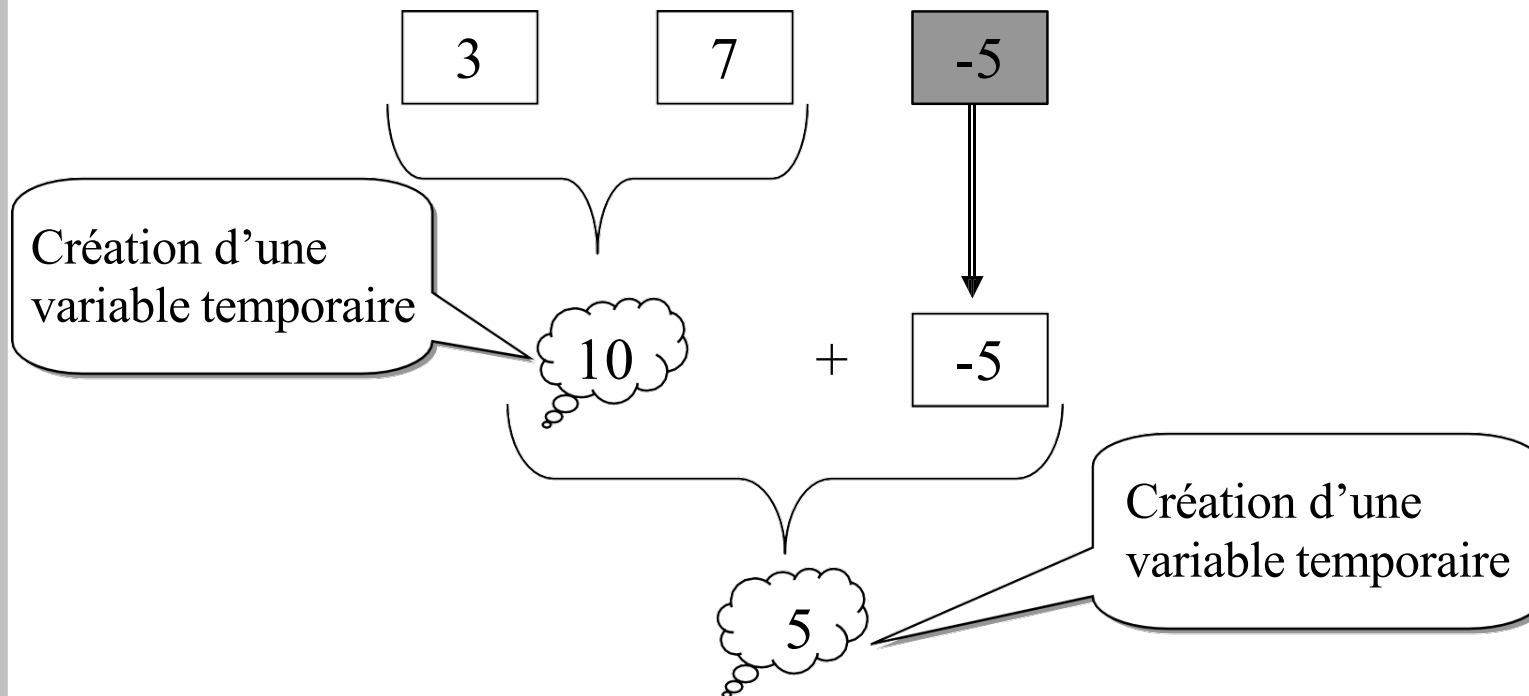 3 7 -5
Création d’une
variable temporaire
10 + -5
Création d’une
variable temporaire
5